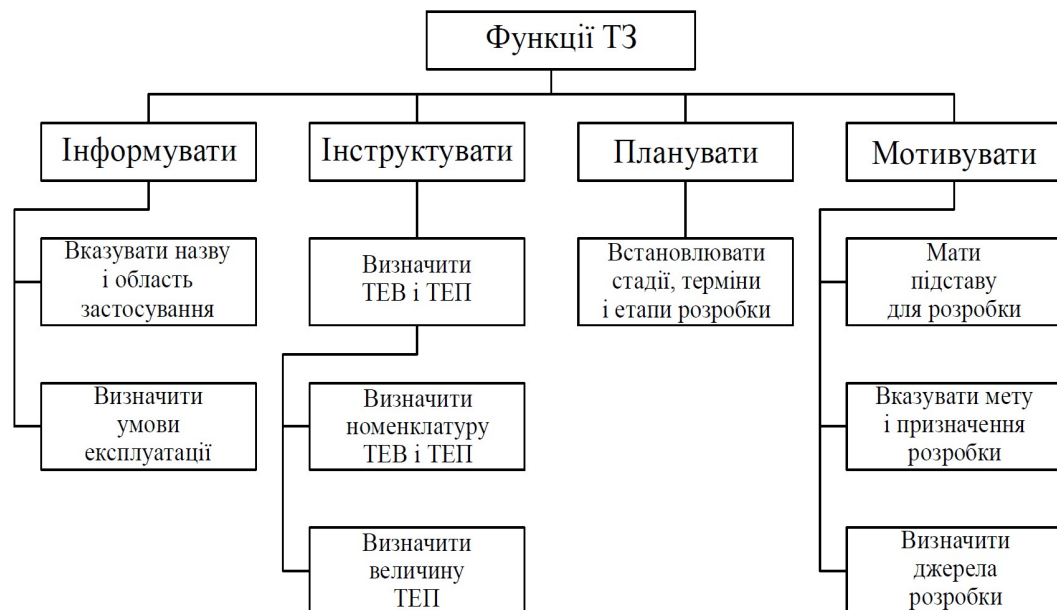 Функції ТЗ
Інформувати
Інструктувати
Планувати
Мотивувати
Вказувати назву
і область
застосування
Визначити
ТЕВ і ТЕП
Встановлювати
стадії, терміни
і етапи розробки
Мати
підставу
для розробки
Визначити
умови
експлуатації
Визначити
номенклатуру
ТЕВ і ТЕП
Вказувати мету
і призначення
розробки
Визначити
величину
ТЕП
Визначити
джерела
розробки